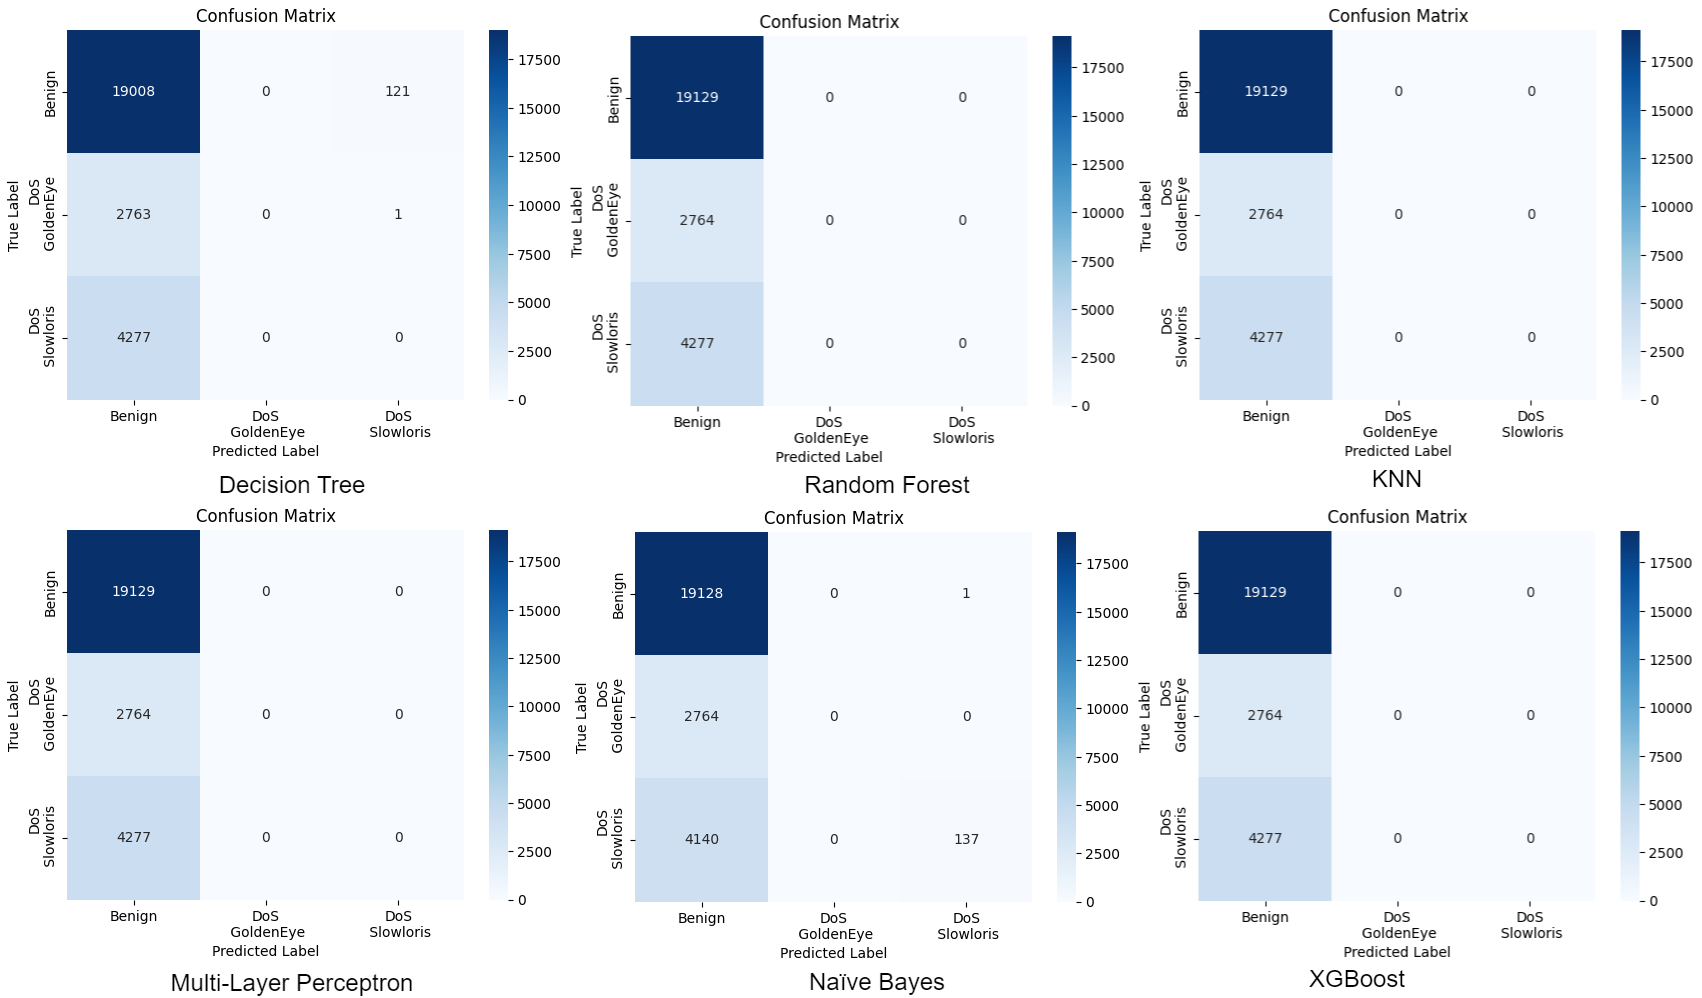 Confusion Matrix
True Label
Benign
DoS
GoldenEye
DoS
Slowloris
19008 0 121
2763 0 1
4277 0 0
17500
15000
12500
10000
7500
5000
2500
0
Benign
DoS
GoldenEye
DoS
Slowloris
Predicted Label
Decision Tree
Confusion Matrix
True Label
Benign
DoS
GoldenEye
DoS
Slowloris
19129 0 0
2764 0 0
4277 0 0
17500
15000
12500
10000
7500
5000
2500
0
Benign
DoS
GoldenEye
DoS
Slowloris
Predicted Label
Random Forest
Confusion Matrix
True Label
Benign
DoS
GoldenEye
DoS
Slowloris
19129 0 0
2764 0 0
4277 0 0
17500
15000
12500
10000
7500
5000
2500
0
Benign
DoS
GoldenEye
DoS
Slowloris
Predicted Label
KNN
Confusion Matrix
True Label
Benign
DoS
GoldenEye
DoS
Slowloris
19129 0 0
2764 0 0
4277 0 0
17500
15000
12500
10000
7500
5000
2500
0
Benign
DoS
GoldenEye
DoS
Slowloris
Predicted Label
Multi-Layer Perceptron
Confusion Matrix
True Label
Benign
DoS
GoldenEye
DoS
Slowloris
19128 0 1
2764 0 0
4140 0 137
17500
15000
12500
10000
7500
5000
2500
0
Benign
DoS
GoldenEye
DoS
Slowloris
Predicted Label
Naïve Bayes
Confusion Matrix
True Label
Benign
DoS
GoldenEye
DoS
Slowloris
19129 0 0
2764 0 0
4277 0 0
17500
15000
12500
10000
7500
5000
2500
0
Benign
DoS
GoldenEye
DoS
Slowloris
Predicted Label
XGBoost